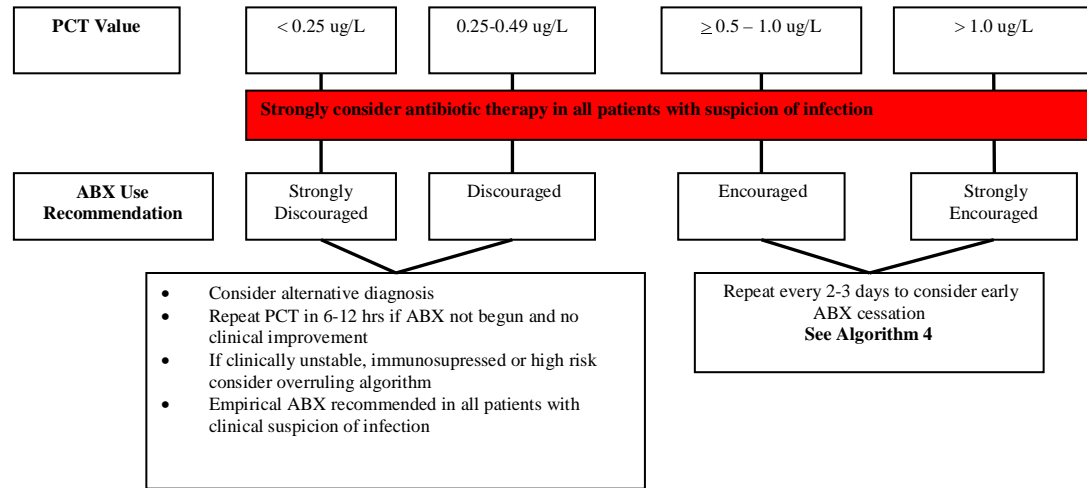 PCT Value
< 0.25 ug/L
0.25-0.49 ug/L
≥ 0.5 – 1.0 ug/L
> 1.0 ug/L
Strongly consider antibiotic therapy in all patients with suspicion of infection
ABX Use
Recommendation
Strongly
Discouraged
Discouraged
Encouraged
Strongly
Encouraged
• Consider alternative diagnosis
• Repeat PCT in 6-12 hrs if ABX not begun and no
clinical improvement
• If clinically unstable, immunosupressed or high risk
consider overruling algorithm
• Empirical ABX recommended in all patients with
clinical suspicion of infection
Repeat every 2-3 days to consider early
ABX cessation
See Algorithm 4